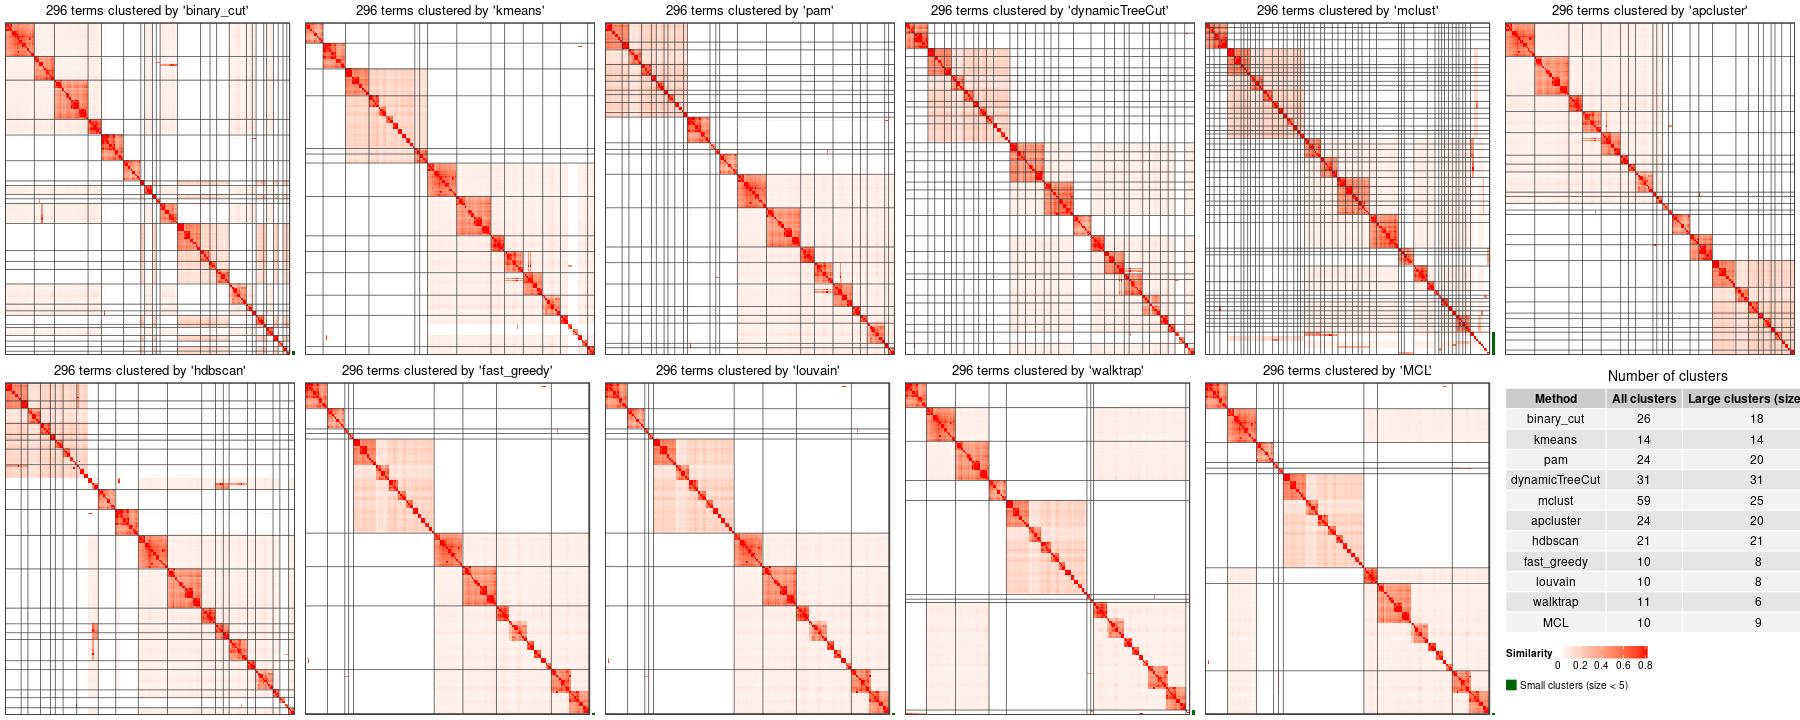 296 terms clustered by 'binary_cut'
296 terms clustered by 'kmeans'
296 terms clustered by 'pam'
296 terms clustered by 'dynamicTreeCut'
296 terms clustered by 'mclust'
296 terms clustered by 'apcluster'
296 terms clustered by 'hdbscan'
296 terms clustered by 'fast_greedy'
296 terms clustered by 'louvain'
296 terms clustered by 'walktrap'
296 terms clustered by 'MCL'
Number of clusters
Method All clusters Large clusters (size
binary_cut 26 18
kmeans 14 14
pam 24 20
dynamicTreeCut 31 31
mclust 59 25
apcluster 24 20
hdbscan 21 21
fast_greedy 10 8
louvain 10 8
walktrap 11 6
MCL 10 9
Similarity
0 0.2 0.4 0.6 0.8
Small clusters (size < 5)